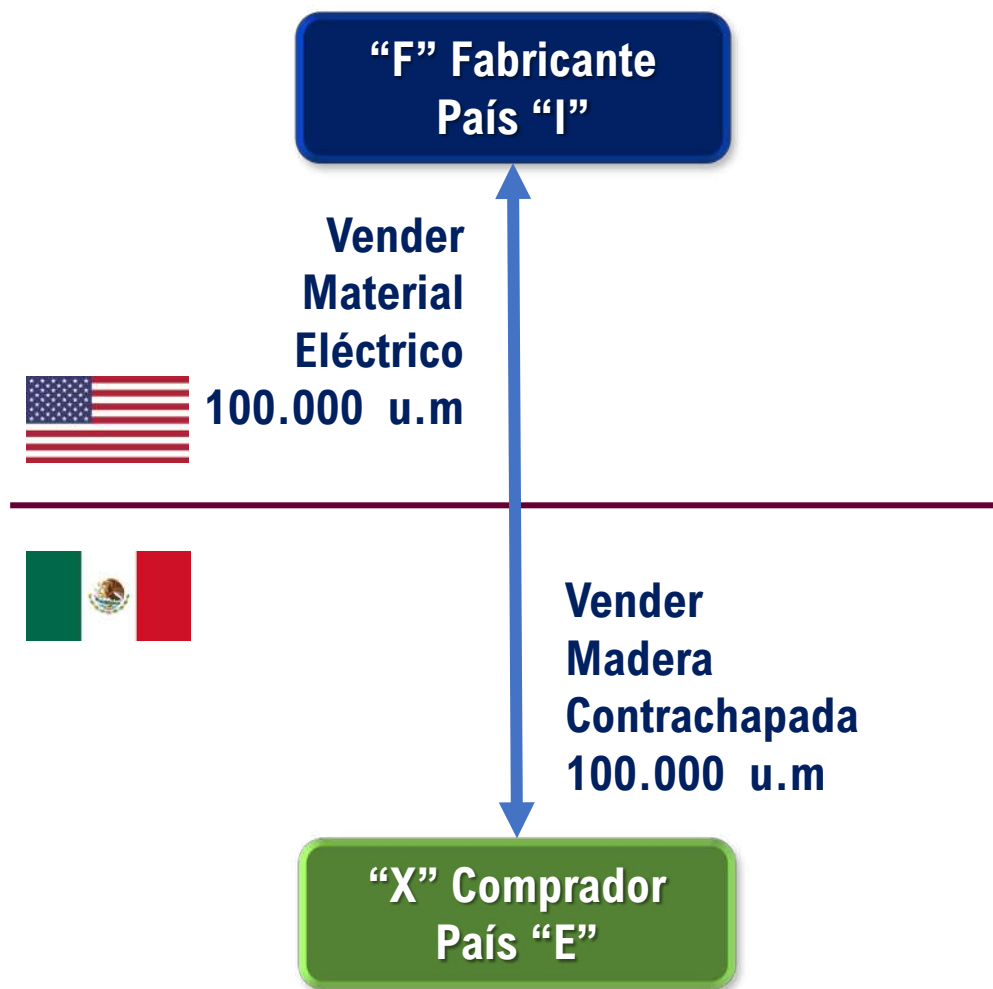 “F” Fabricante
País “I”
Vender
Material
Eléctrico
100.000 u.m
Vender
Madera
Contrachapada
100.000 u.m
“X” Comprador
País “E”